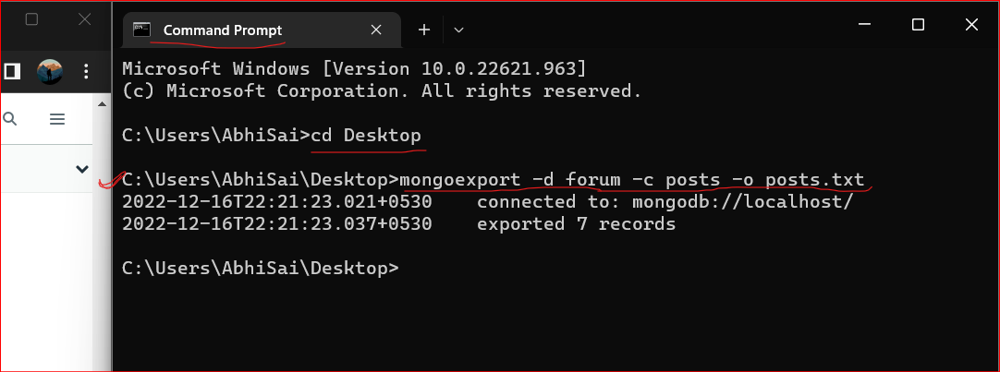 Command Prompt
Microsoft Windows [Version 10.0.22621.963]
(c) Microsoft Corporation. All rights reserved.
C:\Users\AbhiSai>cd Desktop
C:\Users\AbhiSai\Desktop>mongoexport -d forum -c posts -o posts.txt
2022-12-16T22:21:23.021+0530    connected to: mongodb://localhost/
2022-12-16T22:21:23.037+0530    exported 7 records
C:\Users\AbhiSai\Desktop>